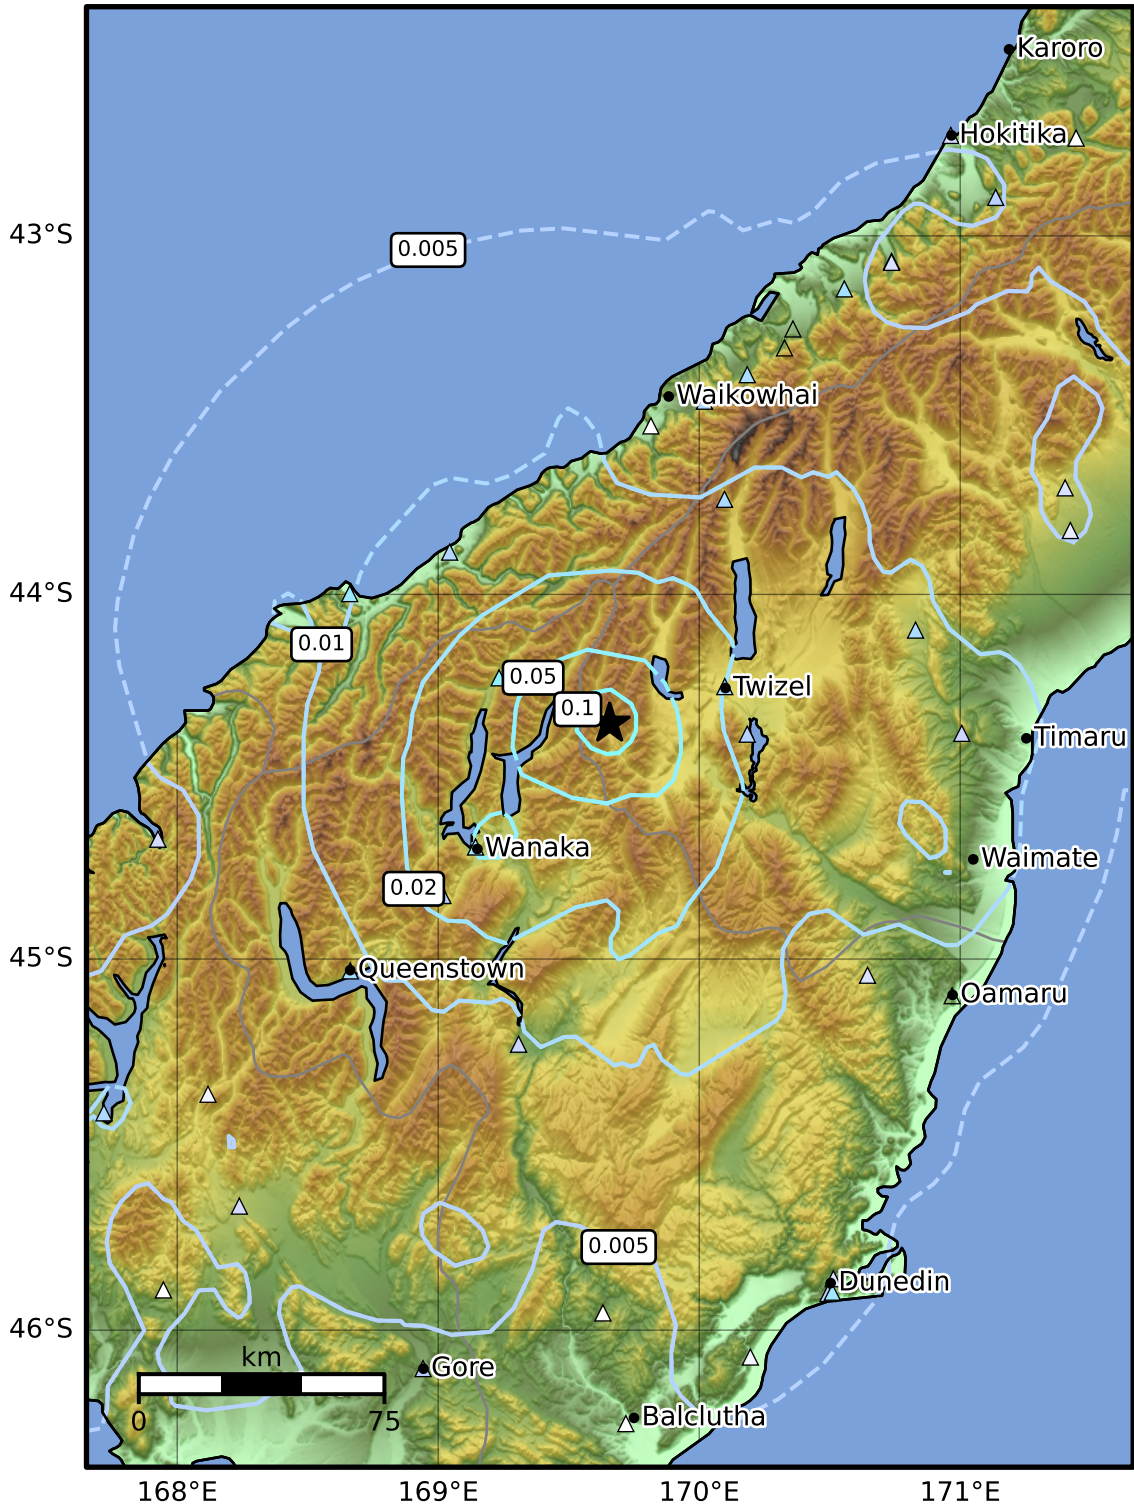 Karoro
Hokitika
43°S
0.005
Waikowhai
44°S
0.01
0.05
Twizel
0.1
Timaru
Wanaka
Waimate
0.02
45°S
Queenstown
Oamaru
0.005
Dunedin
46°S
km
Gore
0
75
Balclutha
168°E
169°E
170°E
171°E